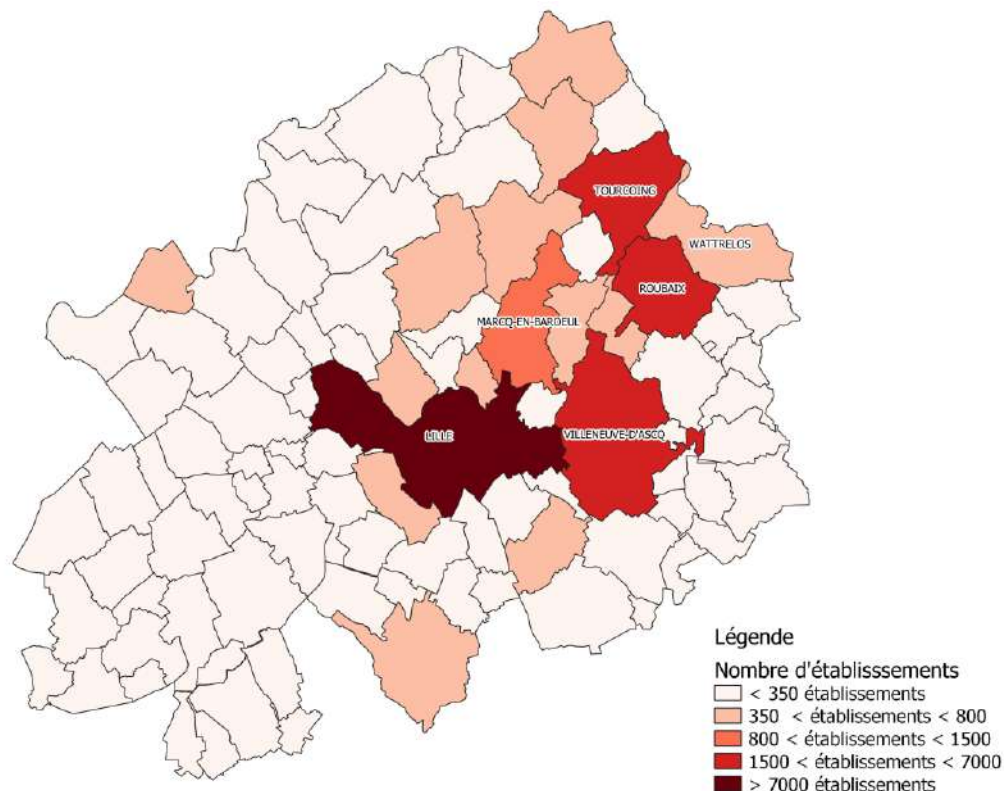 TOURCOING
WATTRELOS
ROUBAIX
MARCQ-EN-BAROEUL
LILLE
VILLENEUVE-D'ASCQ
Légende
Nombre d'établisssements
< 350 établissements
350 < établissements < 800
800 < établissements < 1500
1500 < établissements < 7000
> 7000 établissements